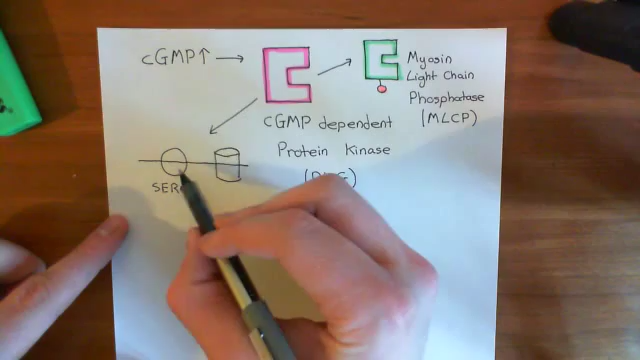 cGMP↑ →
Myosin
Light Chain
Phosphatase
(MLCP)
cGMP dependent
Protein Kinase